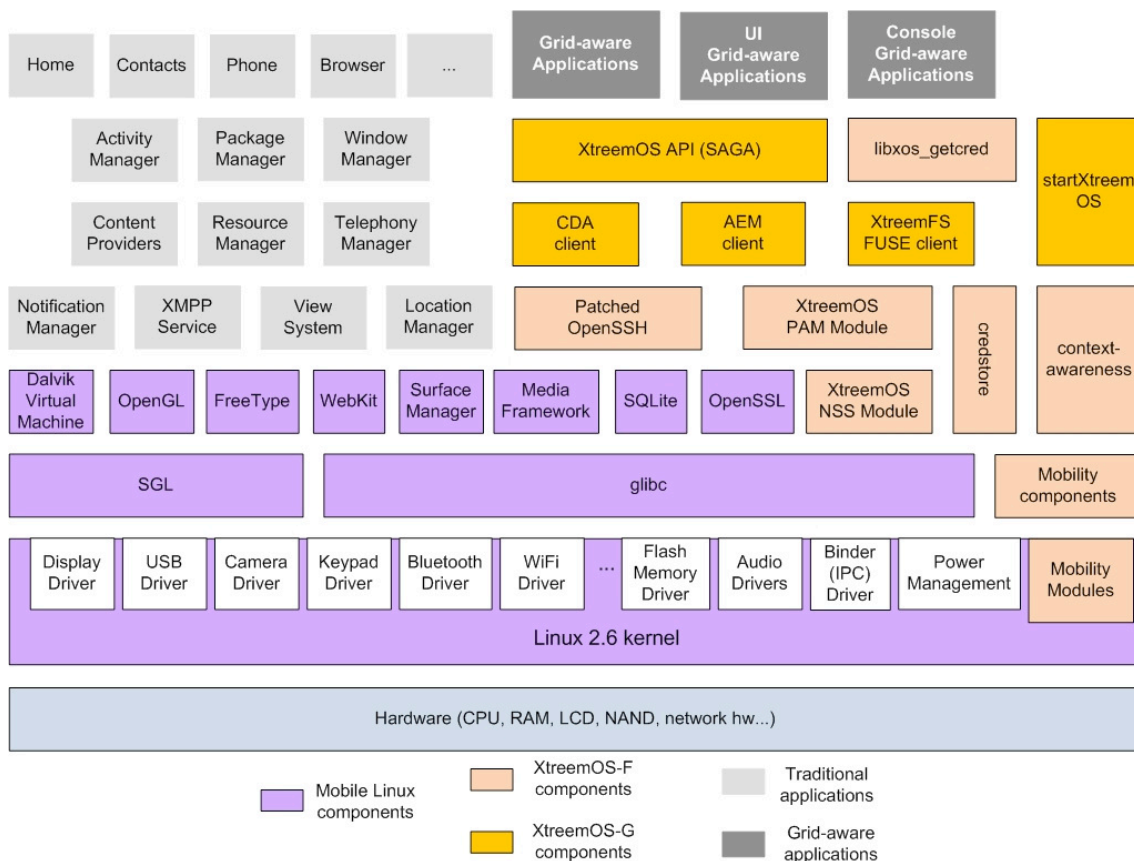 Home
Contacts
Phone
Browser
...
Grid-aware
Applications
UI
Grid-aware
Applications
Console
Grid-aware
Applications
Activity
Manager
Package
Manager
Window
Manager
XtreemOS API (SAGA)
libxos_getcred
startXtreem
OS
Content
Providers
Resource
Manager
Telephony
Manager
CDA
client
AEM
client
XtreemFS
FUSE client
Notification
Manager
XMPP
Service
View
System
Location
Manager
Patched
OpenSSH
XtreemOS
PAM Module
credstore
context-
awareness
Dalvik
Virtual
Machine
OpenGL
FreeType
WebKit
Surface
Manager
Media
Framework
SQLite
OpenSSL
XtreemOS
NSS Module
SGL
glibc
Mobility
components
Display
Driver
USB
Driver
Camera
Driver
Keypad
Driver
Bluetooth
Driver
WiFi
Driver
...
Flash
Memory
Driver
Audio
Drivers
Binder
(IPC)
Driver
Power
Management
Mobility
Modules
Linux 2.6 kernel
Hardware (CPU, RAM, LCD, NAND, network hw...)
Mobile Linux
components
XtreemOS-F
components
Traditional
applications
XtreemOS-G
components
Grid-aware
applications